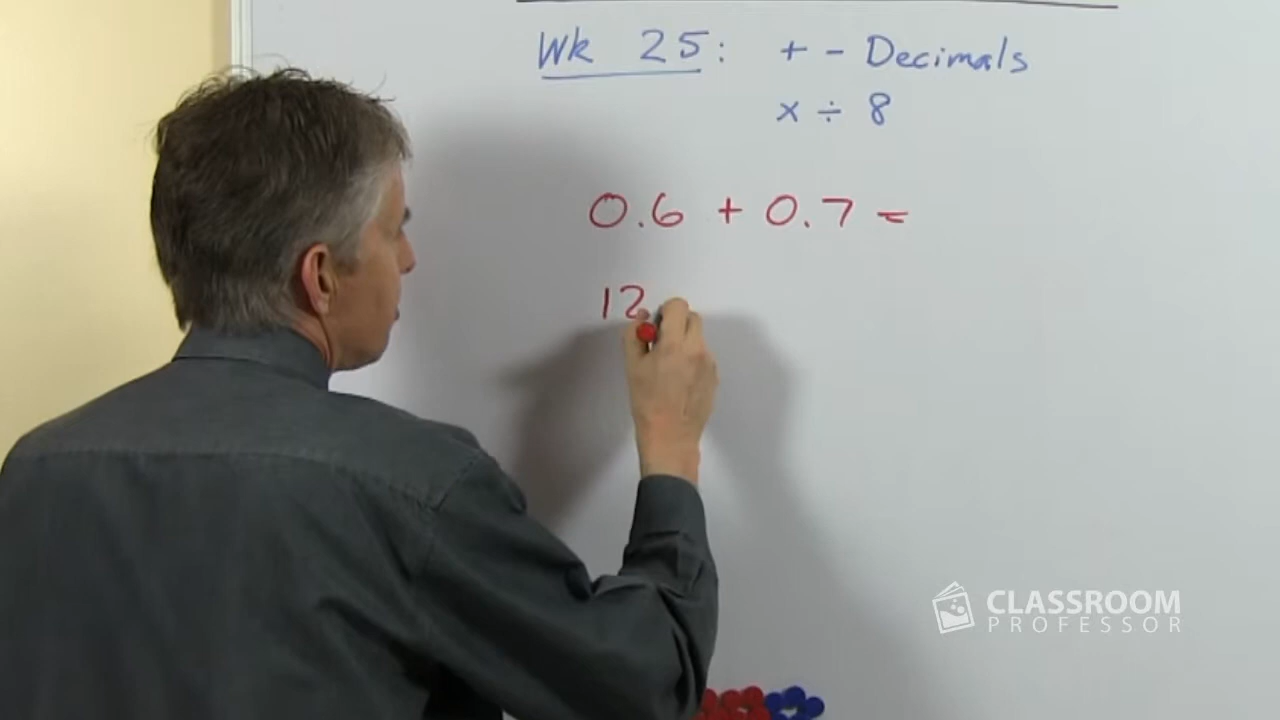 Wk 25: + - Decimals
x ÷ 8
0.6 + 0.7 =
12
CLASSROOM
PROFESSOR